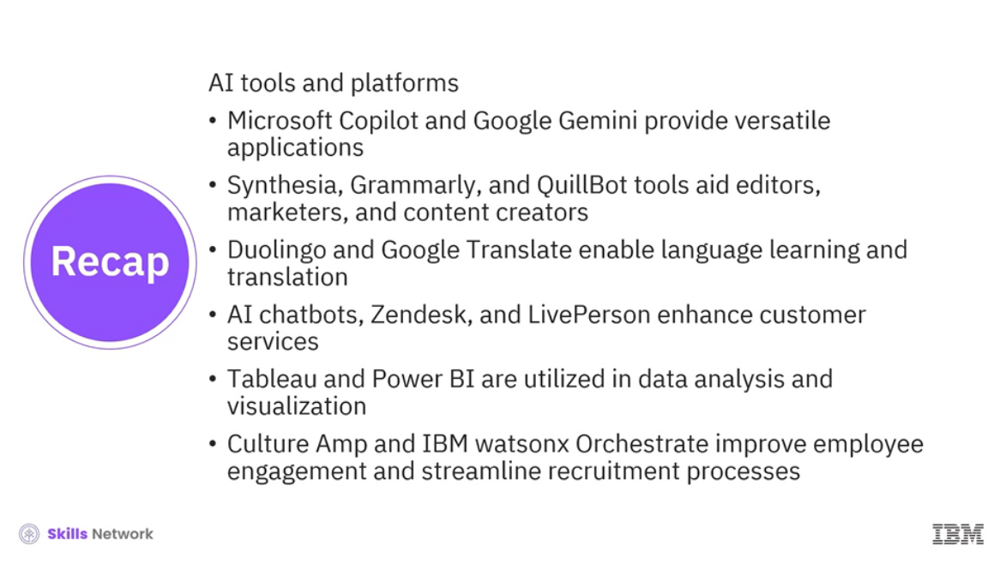 AI tools and platforms
• Microsoft Copilot and Google Gemini provide versatile
applications
• Synthesia, Grammarly, and QuillBot tools aid editors,
marketers, and content creators
Recap
• Duolingo and Google Translate enable language learning and
translation
• AI chatbots, Zendesk, and LivePerson enhance customer
services
• Tableau and Power BI are utilized in data analysis and
visualization
• Culture Amp and IBM watsonx Orchestrate improve employee
engagement and streamline recruitment processes
Skills Network
IBM